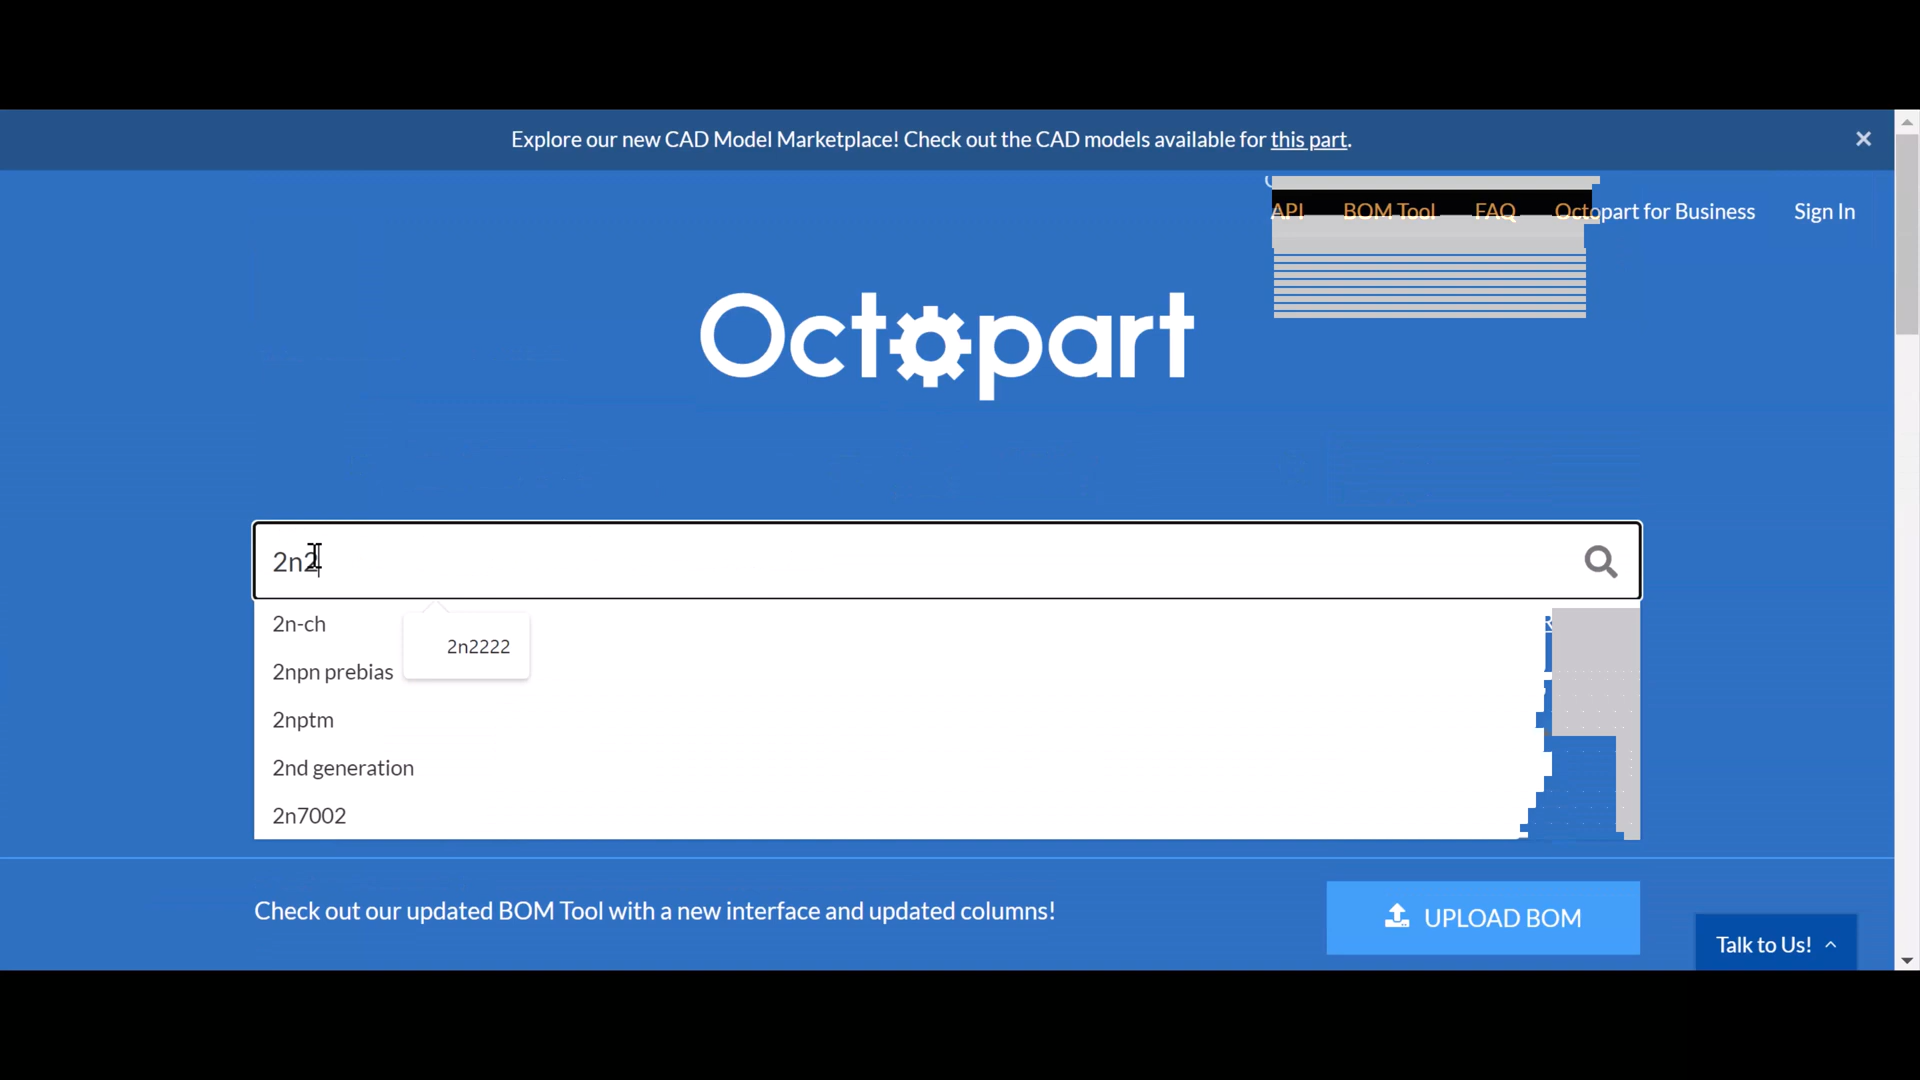 Explore our new CAD Model Marketplace! Check out the CAD models available for this part.
API BOM Tool FAQ Octopart for Business Sign In
Octopart
2n2
2n-ch
2n2222
2npn prebias
2nptm
2nd generation
2n7002
Check out our updated BOM Tool with a new interface and updated columns!
UPLOAD BOM
Talk to Us!